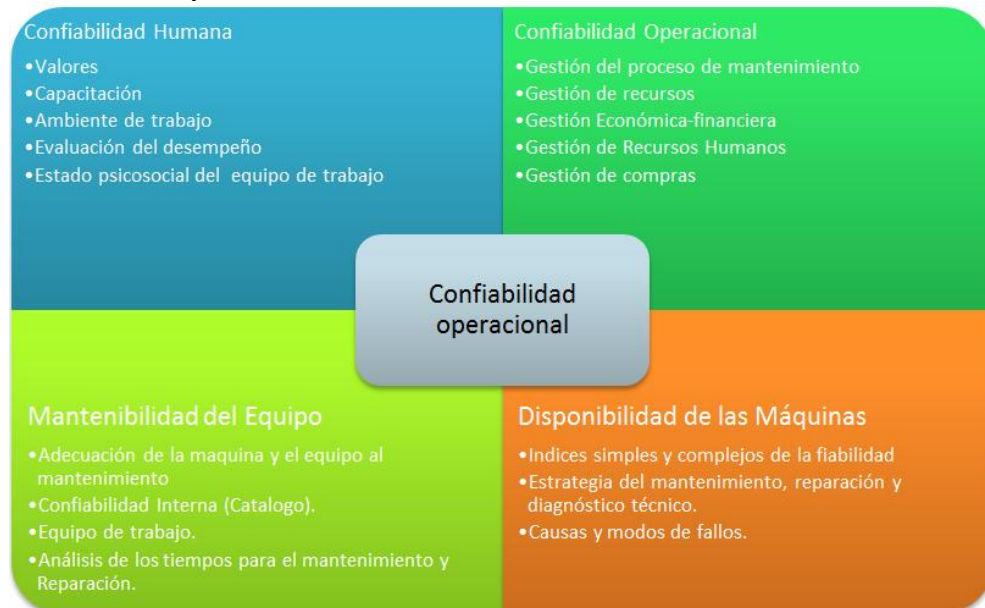 Confiabilidad Humana
•Valores
•Capacitación
•Ambiente de trabajo
•Evaluación del desempeño
•Estado psicosocial del equipo de trabajo
Confiabilidad Operacional
•Gestión del proceso de mantenimiento
•Gestión de recursos
•Gestión Económica-financiera
•Gestión de Recursos Humanos
•Gestión de compras
Confiabilidad
operacional
Mantenibilidad del Equipo
•Adecuación de la maquina y el equipo al
mantenimiento
•Confiabilidad Interna (Catalogo).
•Equipo de trabajo.
•Análisis de los tiempos para el mantenimiento y
Reparación.
Disponibilidad de las Máquinas
•Indices simples y complejos de la fiabilidad
•Estrategia del mantenimiento, reparación y
diagnóstico técnico.
•Causas y modos de fallos.